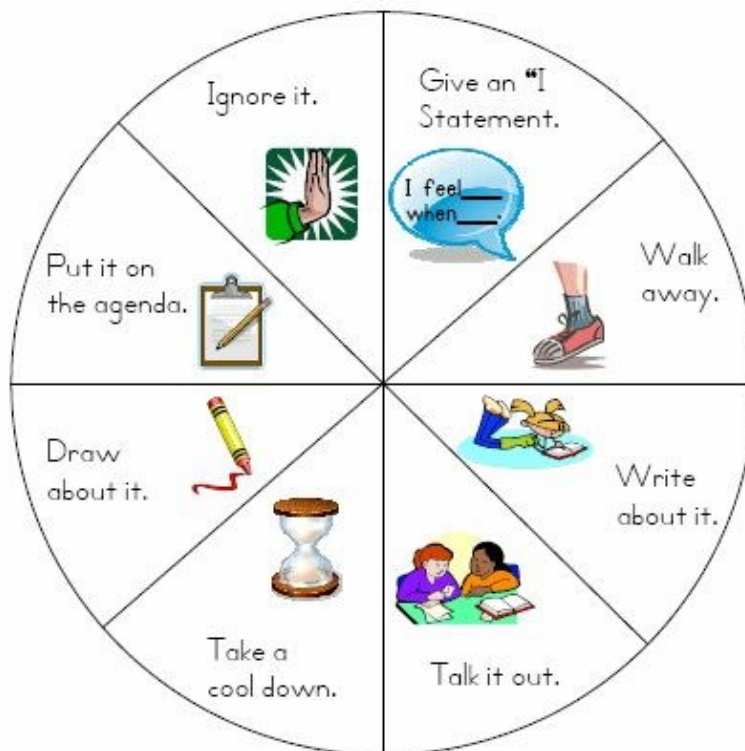 Ignore it.
Give an “I
Statement.
I feel___
when___.
Walk
away.
Write
about it.
Talk it out.
Take a
cool down.
Draw
about it.
Put it on
the agenda.